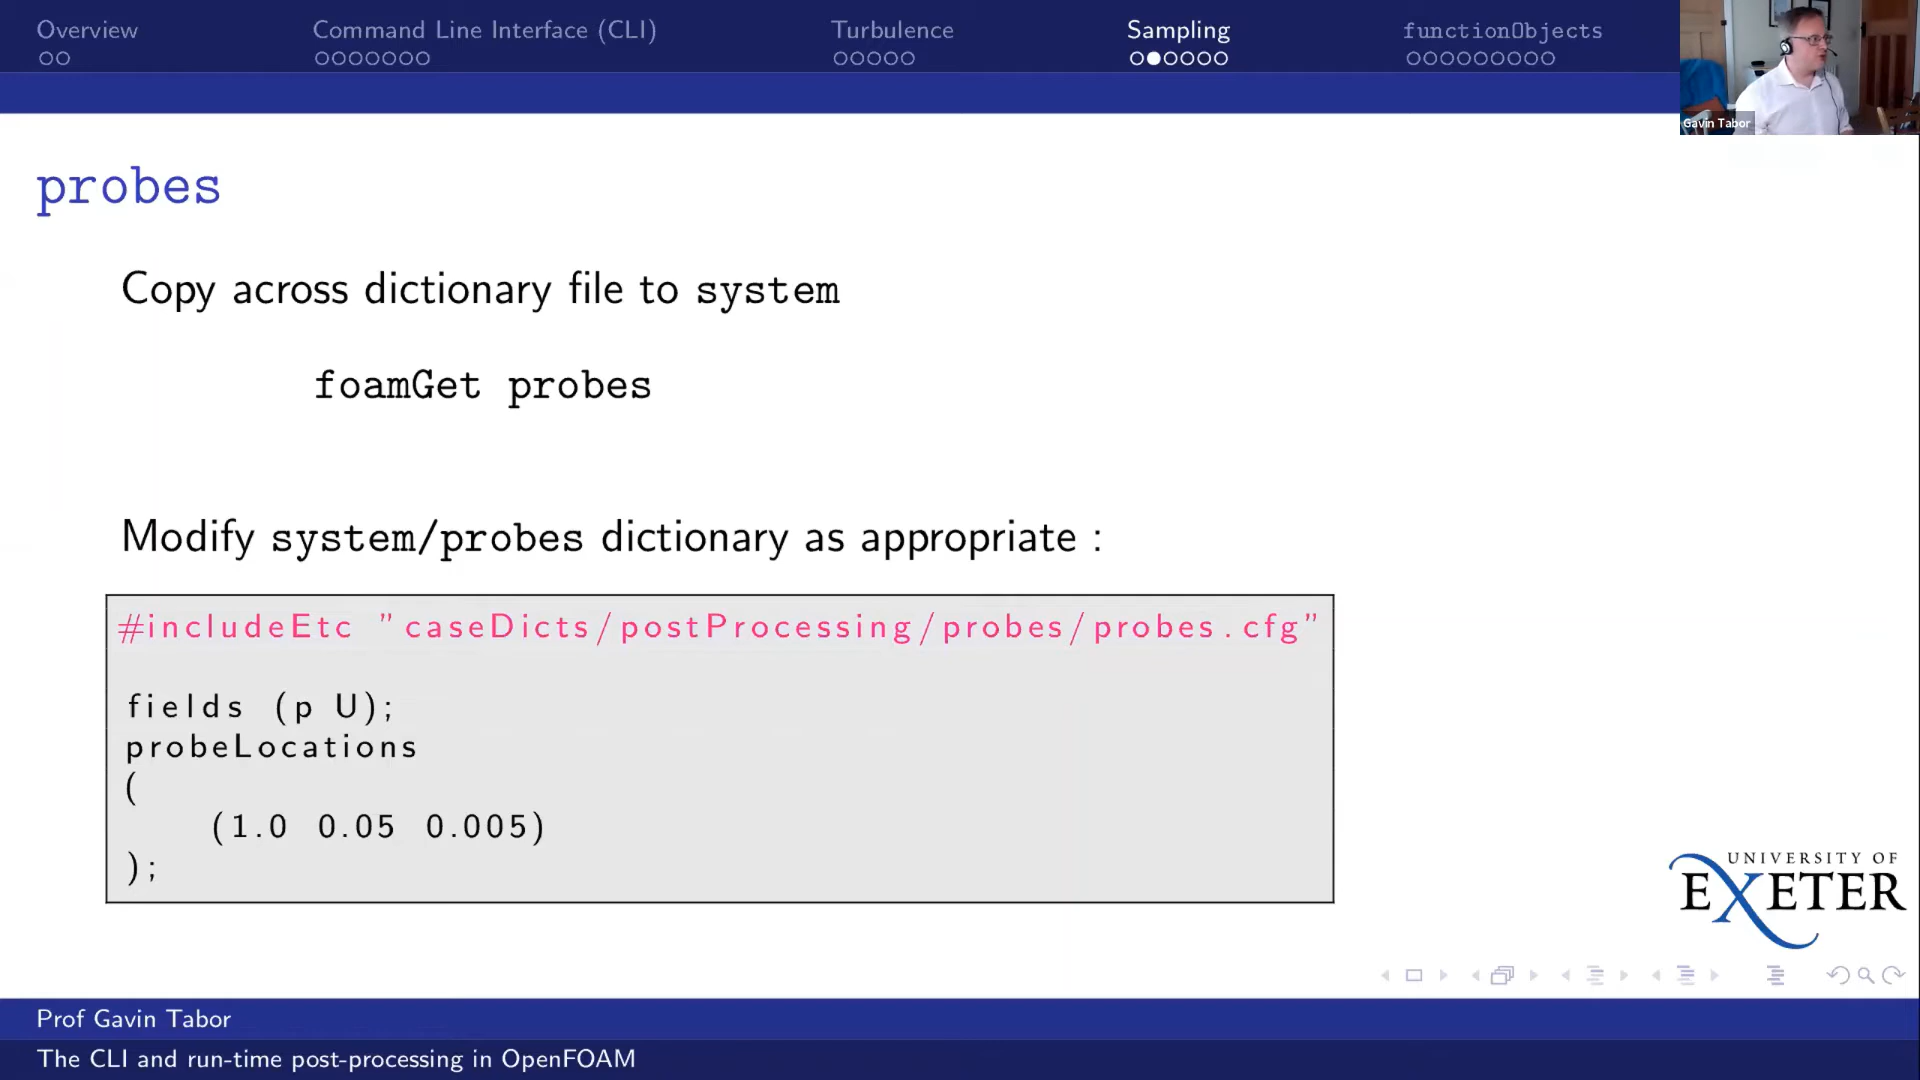 Overview
Command Line Interface (CLI)
Turbulence
Sampling
functionObjects
Gavin Tabor
probes
Copy across dictionary file to system
foamGet probes
Modify system/probes dictionary as appropriate :
#includeEtc "caseDicts/postProcessing/probes/probes.cfg"
fields (p U);
probeLocations
(
(1.0 0.05 0.005)
);
UNIVERSITY OF
EXETER
Prof Gavin Tabor
The CLI and run-time post-processing in OpenFOAM